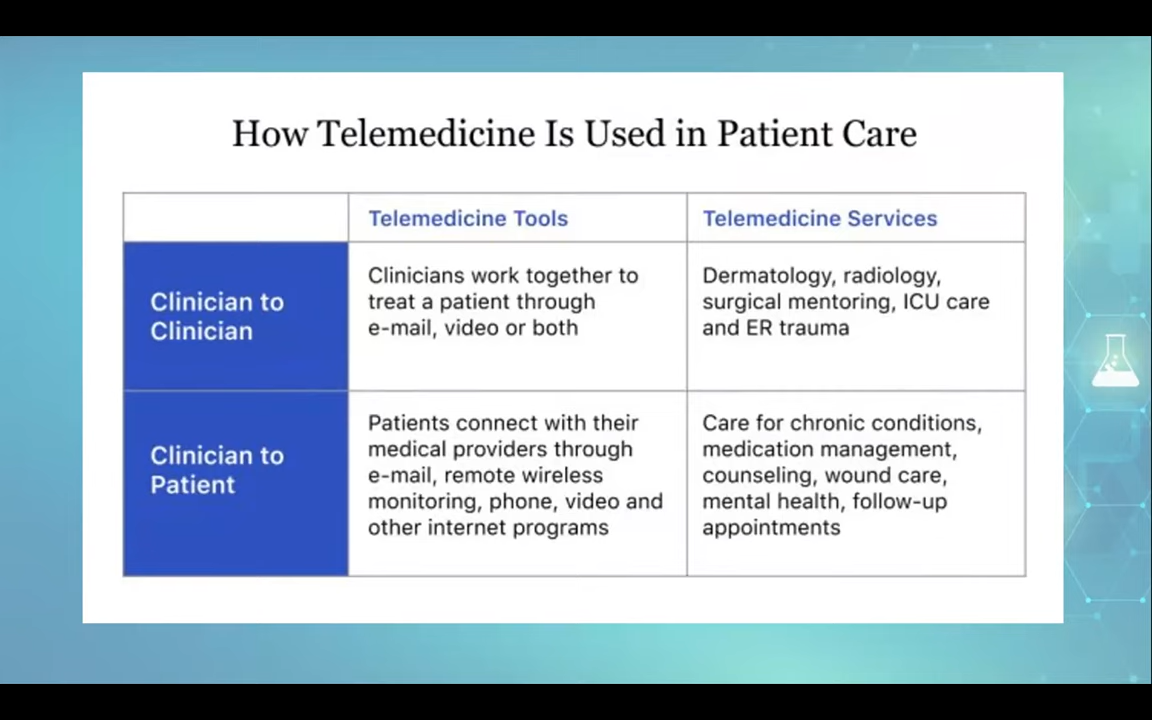 How Telemedicine Is Used in Patient Care
Telemedicine Tools
Telemedicine Services
Clinician to
Clinician
Clinicians work together to
treat a patient through
e-mail, video or both
Dermatology, radiology,
surgical mentoring, ICU care
and ER trauma
Clinician to
Patient
Patients connect with their
medical providers through
e-mail, remote wireless
monitoring, phone, video and
other internet programs
Care for chronic conditions,
medication management,
counseling, wound care,
mental health, follow-up
appointments